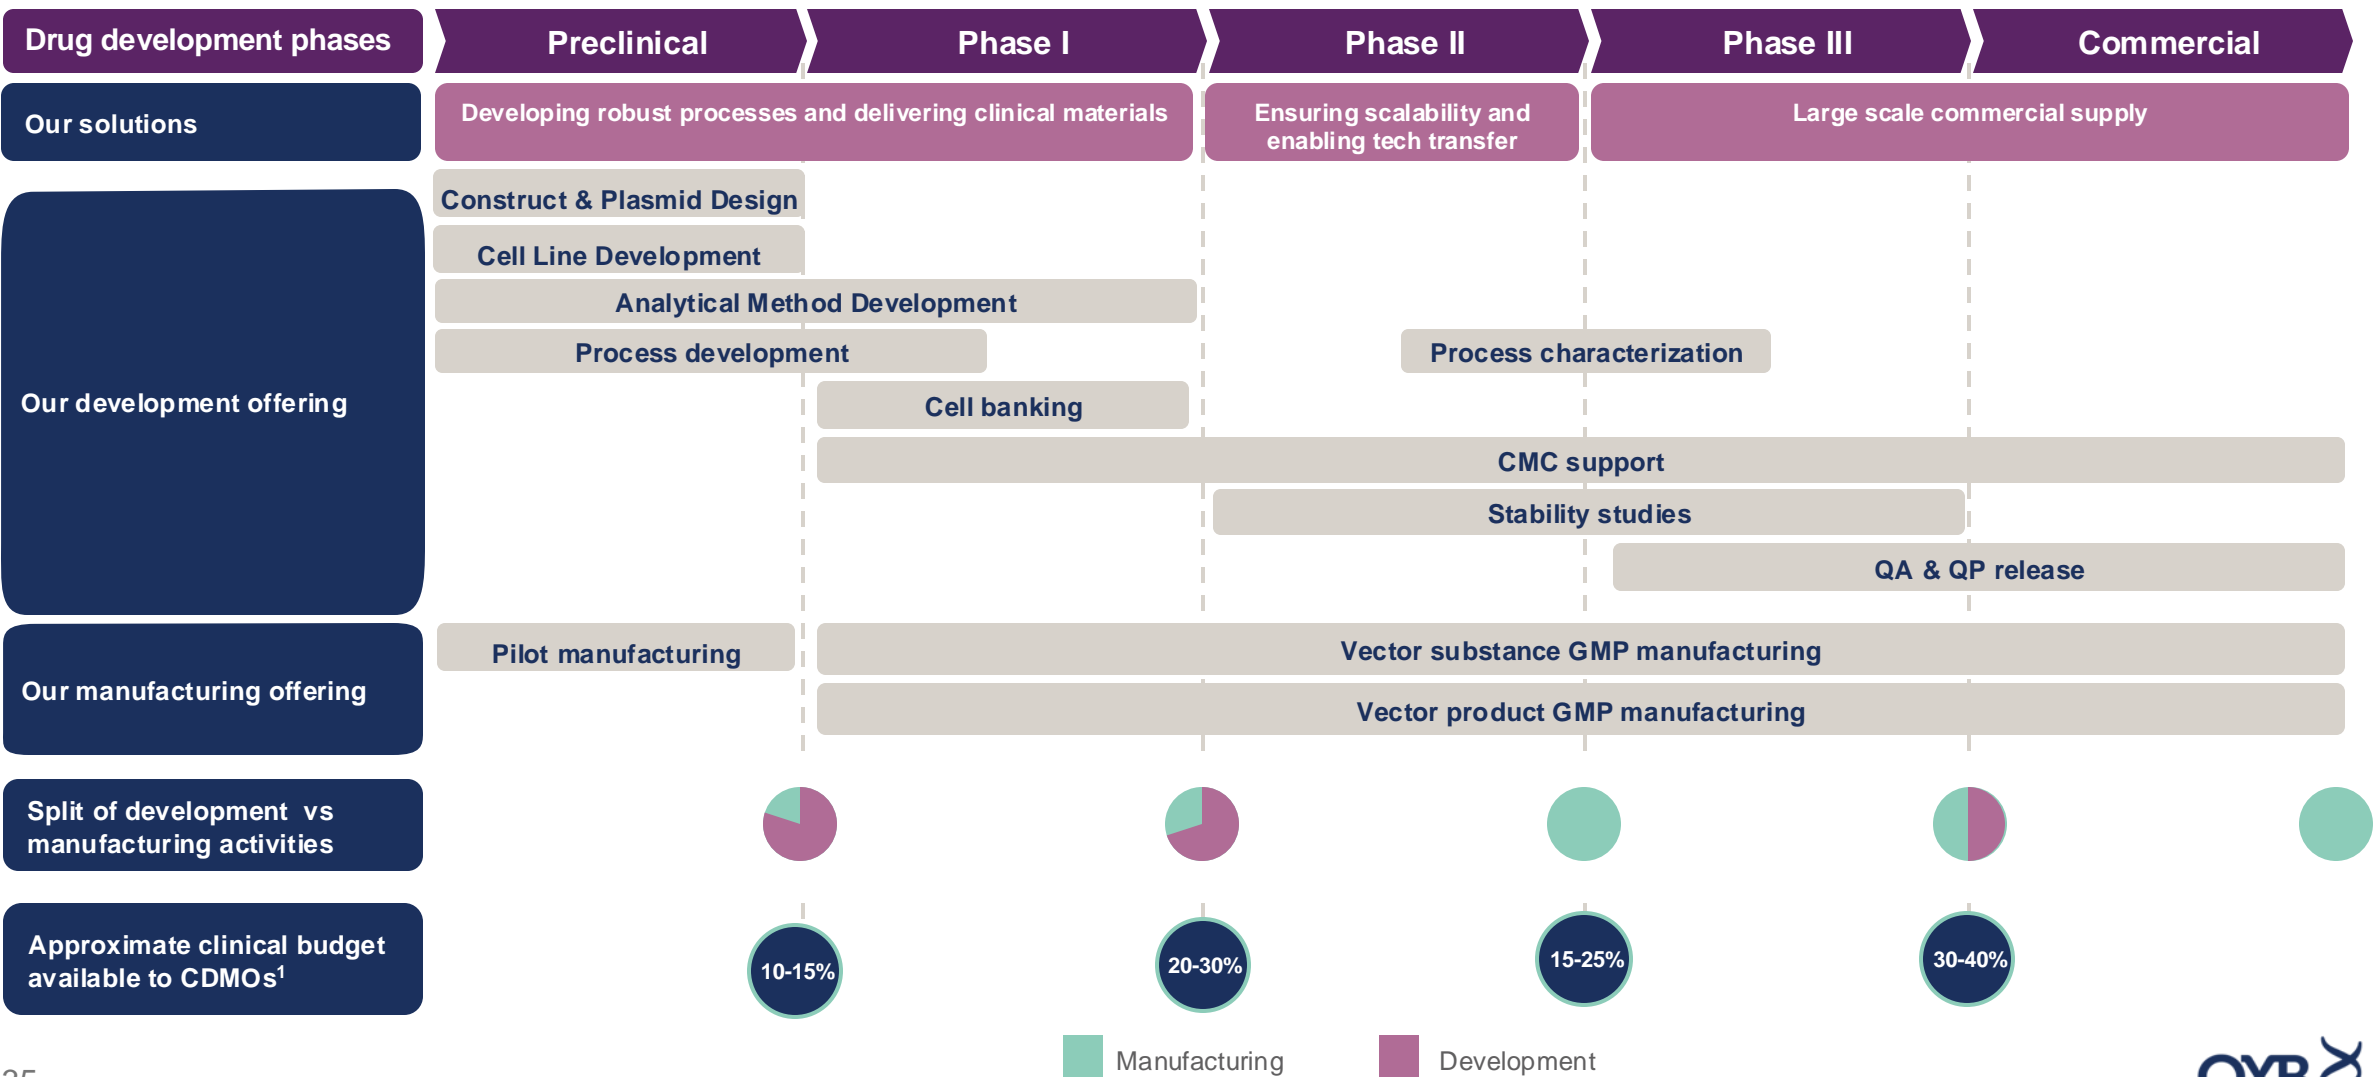 Drug development phases
Preclinical
Phase I
Phase II
Phase III
Commercial
Our solutions
Developing robust processes and delivering clinical materials
Ensuring scalability and
enabling tech transfer
Large scale commercial supply
Our development offering
Construct & Plasmid Design
Cell Line Development
Analytical Method Development
Process development
Process characterization
Cell banking
CMC support
Stability studies
QA & QP release
Our manufacturing offering
Pilot manufacturing
Vector substance GMP manufacturing
Vector product GMP manufacturing
Split of development vs
manufacturing activities
Approximate clinical budget
available to CDMOs¹
10-15%
20-30%
15-25%
30-40%
Manufacturing
Development